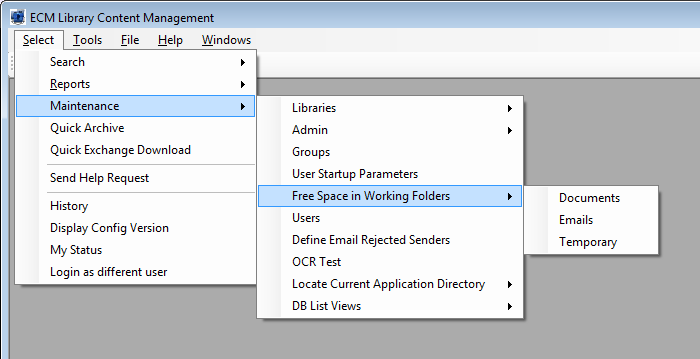 ECM Library Content Management
Select Tools File Help Windows
Search
Reports
Maintenance
Quick Archive
Quick Exchange Download
Send Help Request
History
Display Config Version
My Status
Login as different user
Libraries
Admin
Groups
User Startup Parameters
Free Space in Working Folders
Users
Define Email Rejected Senders
OCR Test
Locate Current Application Directory
DB List Views
Documents
Emails
Temporary